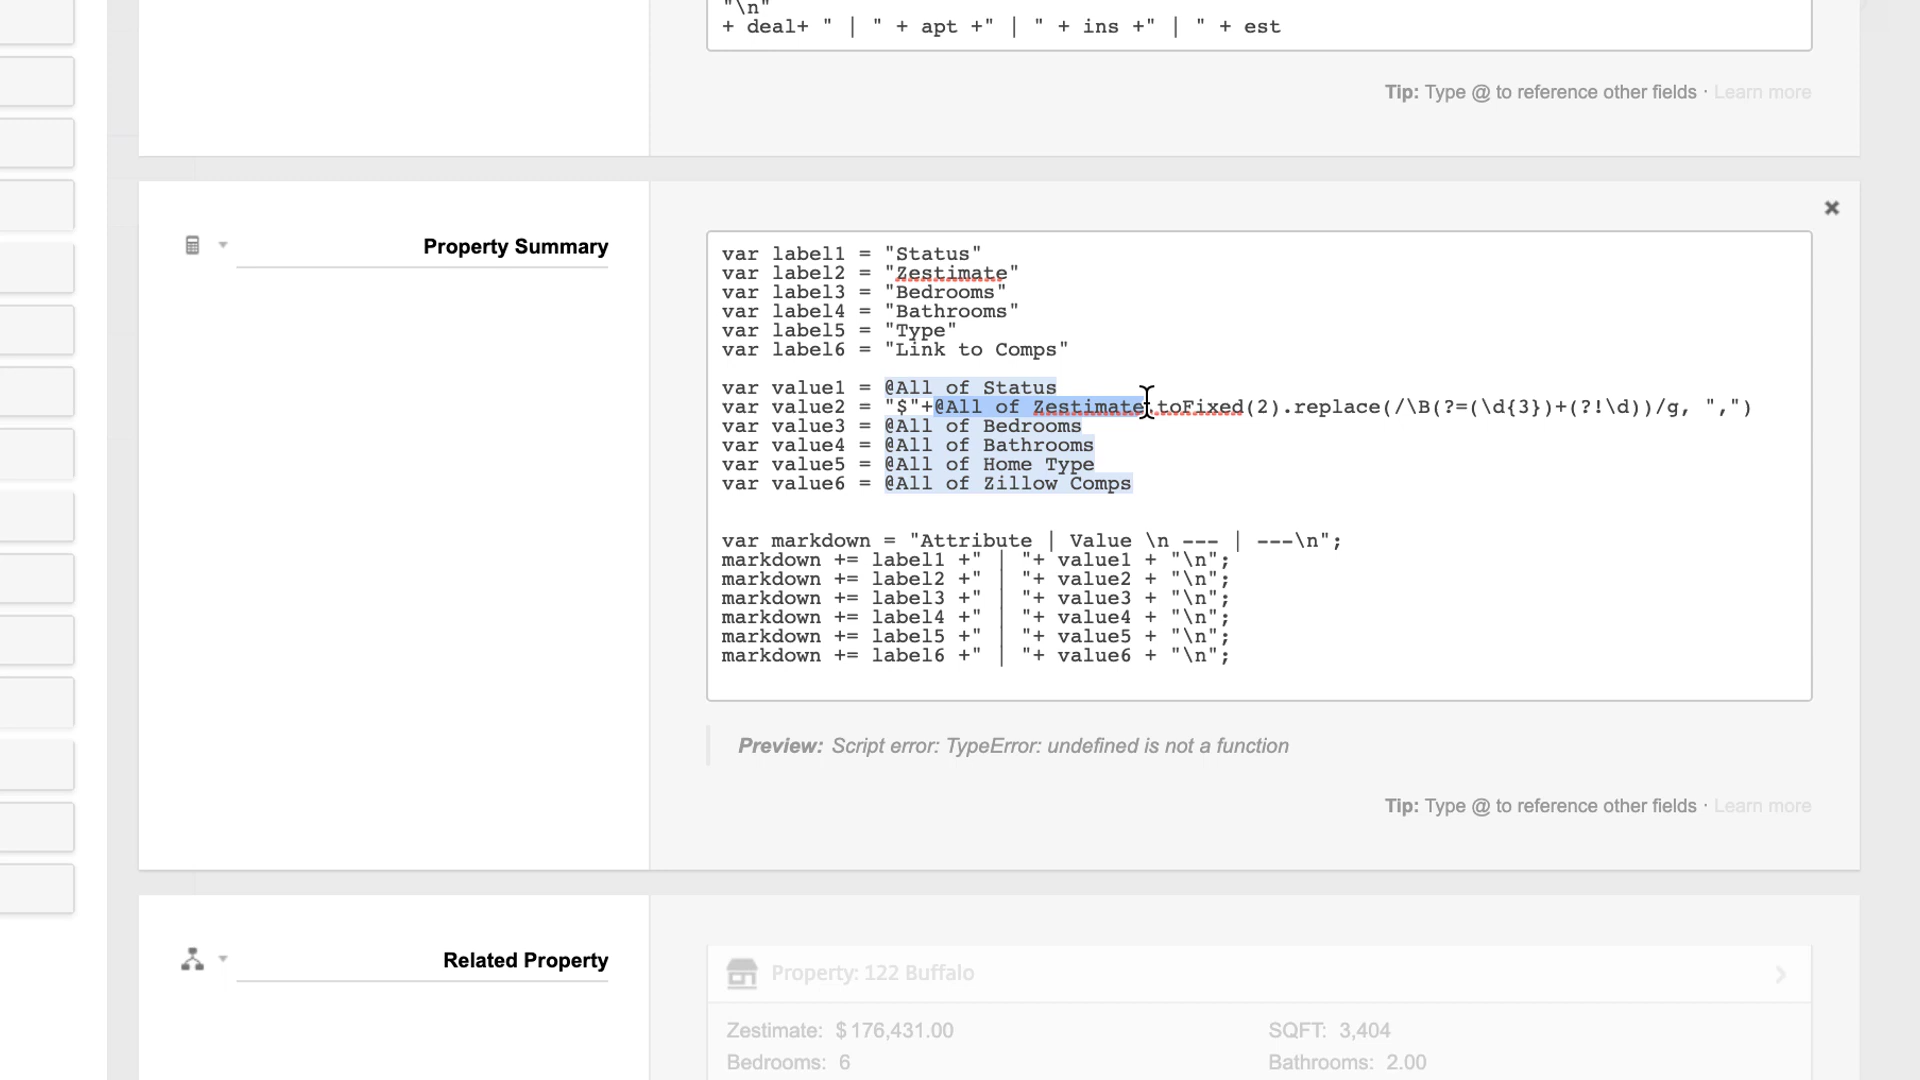 "\n"
+ deal+ " | " + apt +" | " + ins +" | " + est
Tip: Type @ to reference other fields · Learn more
Property Summary
var label1 = "Status"
var label2 = "Zestimate"
var label3 = "Bedrooms"
var label4 = "Bathrooms"
var label5 = "Type"
var label6 = "Link to Comps"
var value1 = @All of Status
var value2 = "$"+@All of Zestimate.toFixed(2).replace(/\B(?=(\d{3})+(?!\d))/g, ",")
var value3 = @All of Bedrooms
var value4 = @All of Bathrooms
var value5 = @All of Home Type
var value6 = @All of Zillow Comps
var markdown = "Attribute | Value \n --- | ---\n";
markdown += label1 +" | "+ value1 + "\n";
markdown += label2 +" | "+ value2 + "\n";
markdown += label3 +" | "+ value3 + "\n";
markdown += label4 +" | "+ value4 + "\n";
markdown += label5 +" | "+ value5 + "\n";
markdown += label6 +" | "+ value6 + "\n";
Preview: Script error: TypeError: undefined is not a function
Tip: Type @ to reference other fields · Learn more
Related Property
Property: 122 Buffalo
Zestimate: $176,431.00
SQFT: 3,404
Bedrooms: 6
Bathrooms: 2.00